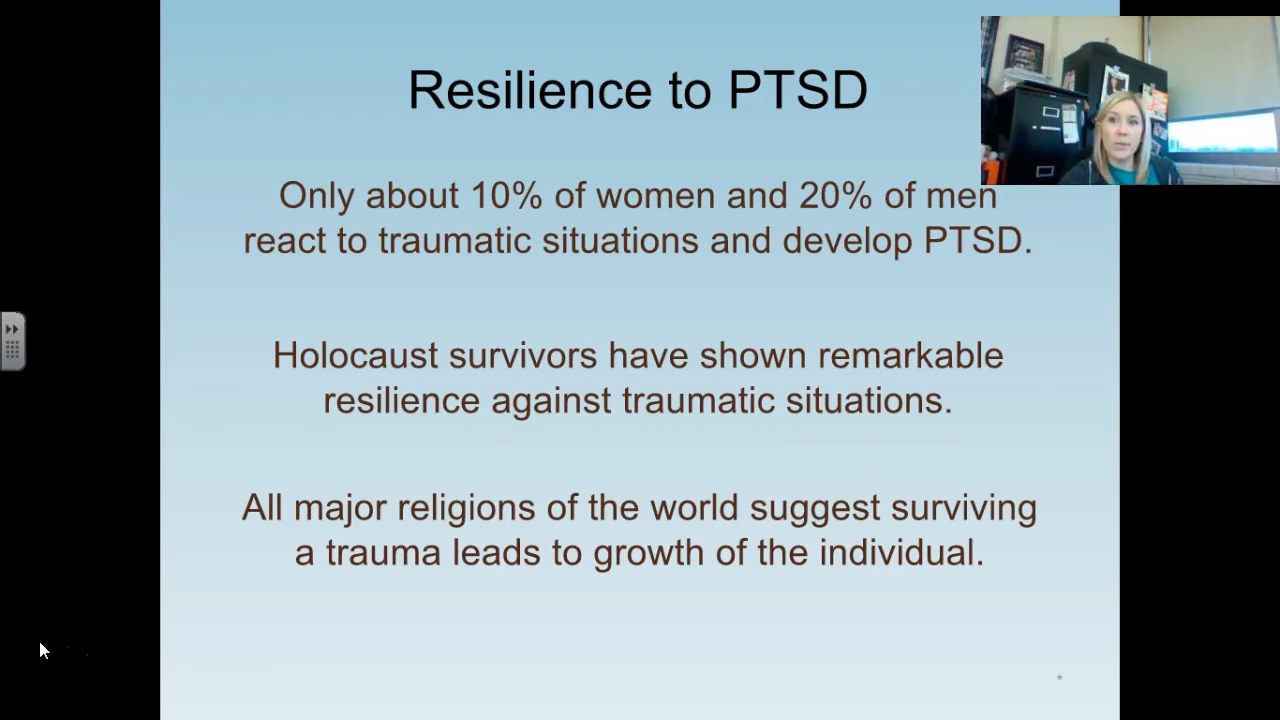 Resilience to PTSD
Only about 10% of women and 20% of men
react to traumatic situations and develop PTSD.
Holocaust survivors have shown remarkable
resilience against traumatic situations.
All major religions of the world suggest surviving
a trauma leads to growth of the individual.
*